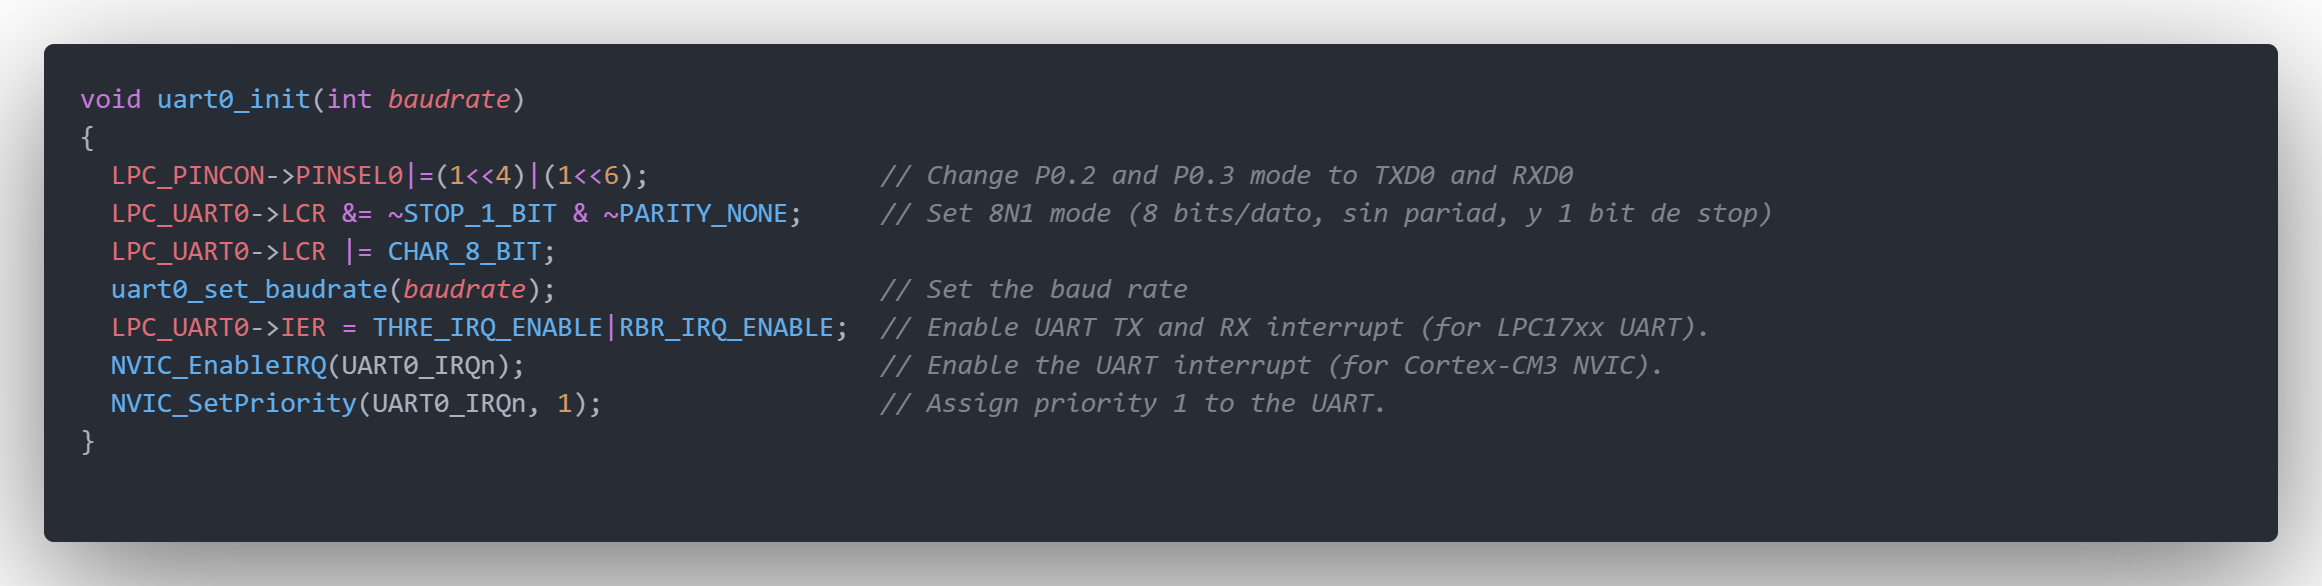 void uart0_init(int baudrate)
{
  LPC_PINCON->PINSEL0|=(1<<4)|(1<<6);               // Change P0.2 and P0.3 mode to TXD0 and RXD0
  LPC_UART0->LCR &= ~STOP_1_BIT & ~PARITY_NONE;     // Set 8N1 mode (8 bits/dato, sin pariad, y 1 bit de stop)
  LPC_UART0->LCR |= CHAR_8_BIT;
  uart0_set_baudrate(baudrate);                     // Set the baud rate
  LPC_UART0->IER = THRE_IRQ_ENABLE|RBR_IRQ_ENABLE;  // Enable UART TX and RX interrupt (for LPC17xx UART).
  NVIC_EnableIRQ(UART0_IRQn);                       // Enable the UART interrupt (for Cortex-CM3 NVIC).
  NVIC_SetPriority(UART0_IRQn, 1);                  // Assign priority 1 to the UART.
}